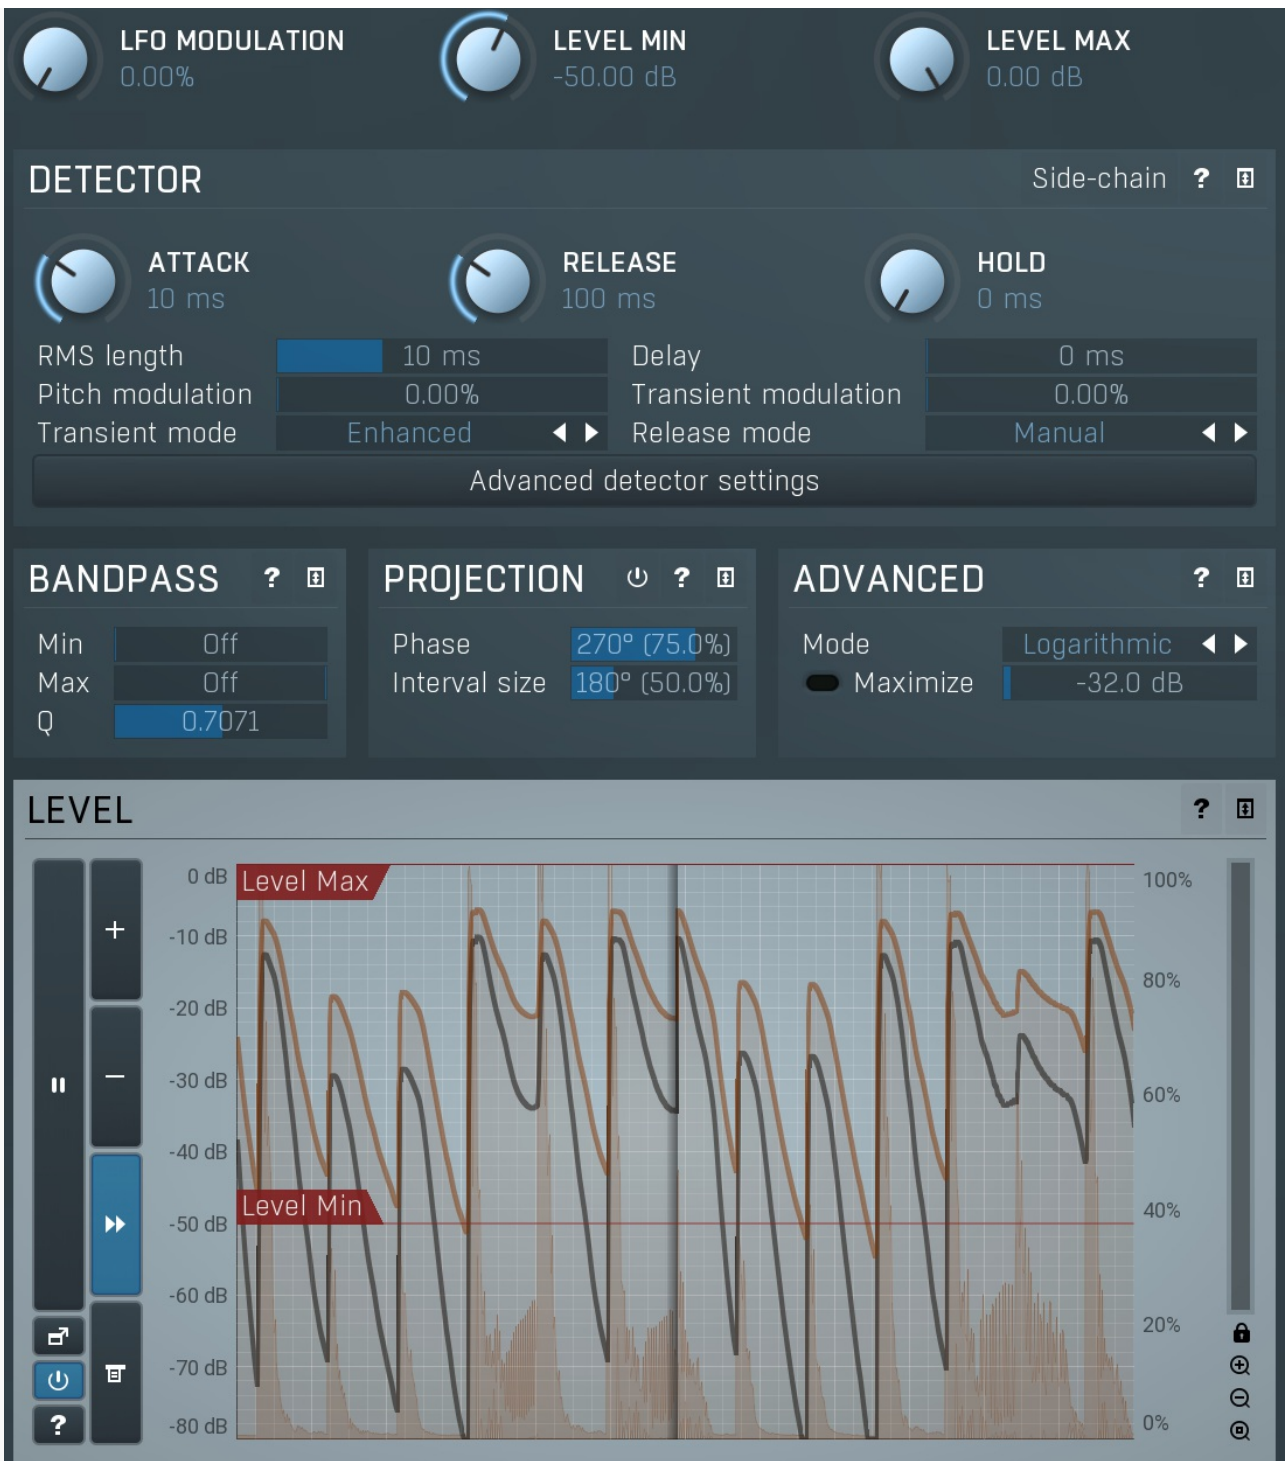 LFO MODULATION LEVEL MIN LEVEL MAX
0.00% -50.00 dB 0.00 dB
DETECTOR Side-chain ?
ATTACK RELEASE HOLD
10 ms 100 ms 0 ms
RMS length 10 ms Delay 0 ms
Pitch modulation 0.00% Transient modulation 0.00%
Transient mode Enhanced Release mode Manual
Advanced detector settings
BANDPASS ? PROJECTION ? ADVANCED ?
Min Off Phase 270° (75.0%) Mode Logarithmic
Max Off Interval size 180° (50.0%) Maximize -32.0 dB
Q 0.7071
LEVEL ?
0 dB Level Max 100%
-10 dB
-20 dB 80%
-30 dB 60%
-40 dB
Level Min
-50 dB 40%
-60 dB
20%
-70 dB
-80 dB 0%
?